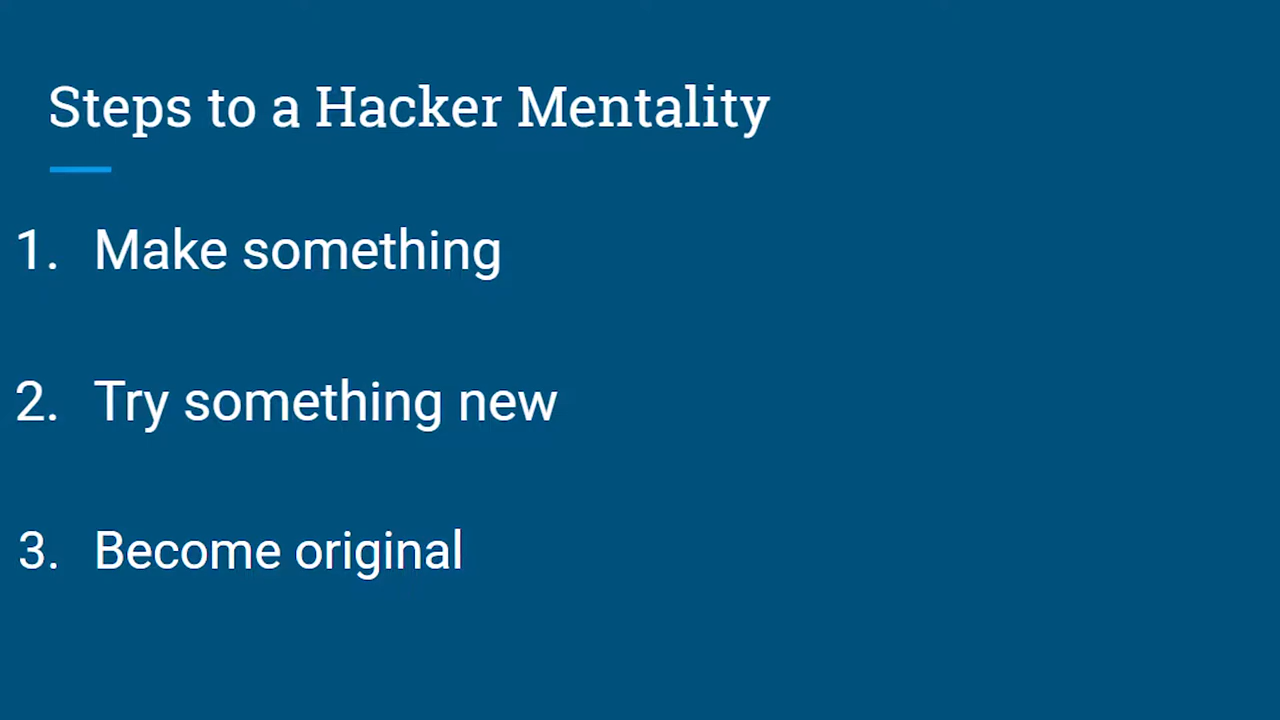 Steps to a Hacker Mentality
1. Make something
2. Try something new
3. Become original